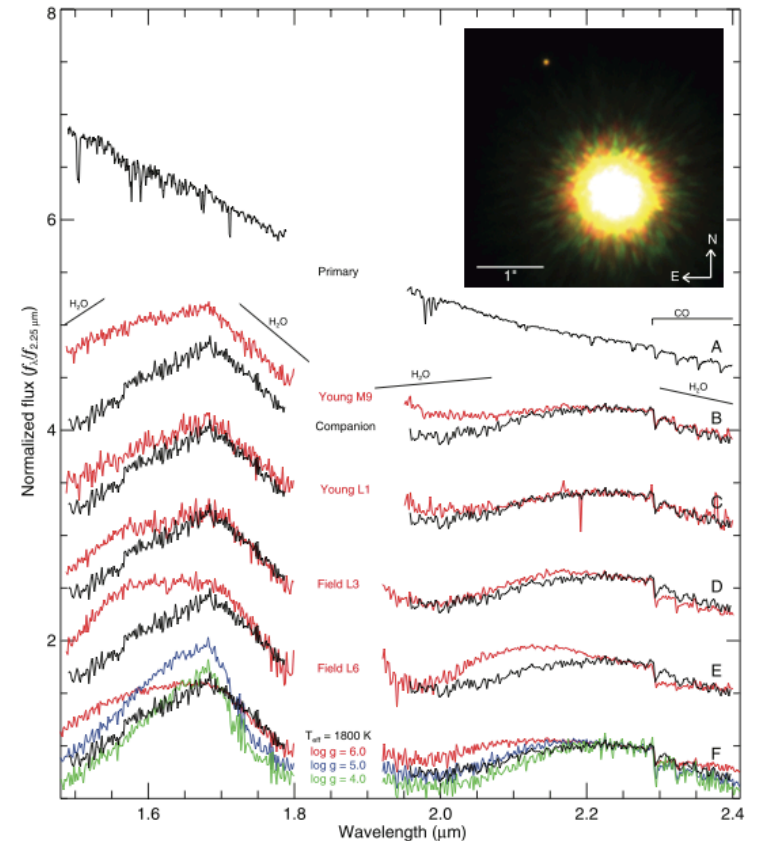 8
6
4
2
Normalized flux (fλ/f2.25 μm)
N
E
1"
Primary
H2O
H2O
CO
A
H2O
H2O
Young M9
B
Companion
Young L1
C
Field L3
D
Field L6
E
Teff = 1800 K
log g = 6.0
log g = 5.0
log g = 4.0
F
1.6
1.8
2.0
2.2
2.4
Wavelength (μm)